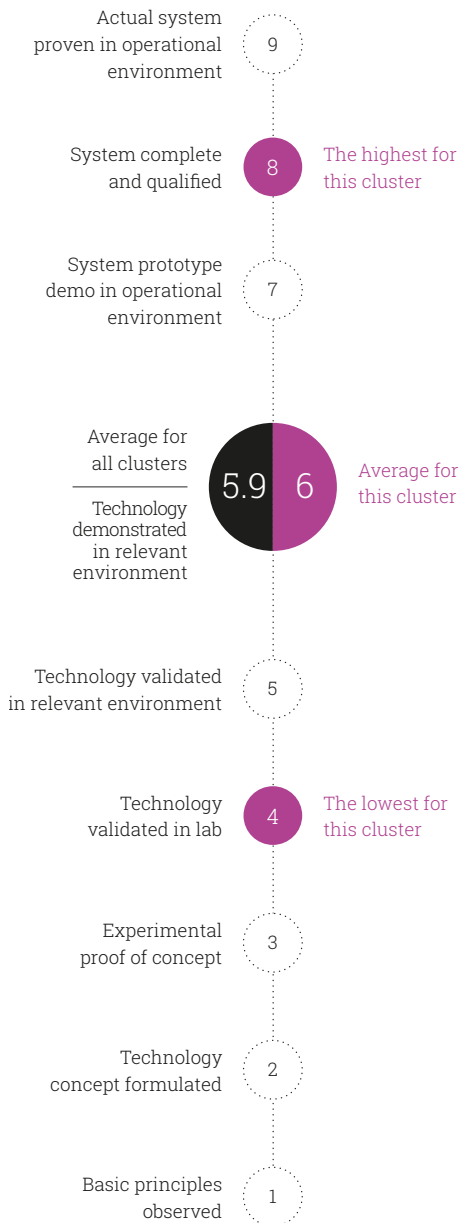 Actual system
proven in operational
environment
9
System complete
and qualified
8
The highest for
this cluster
System prototype
demo in operational
environment
7
Average for
all clusters
Technology
demonstrated
in relevant
environment
5.9
6
Average for
this cluster
Technology validated
in relevant environment
5
Technology
validated in lab
4
The lowest for
this cluster
Experimental
proof of concept
3
Technology
concept formulated
2
Basic principles
observed
1